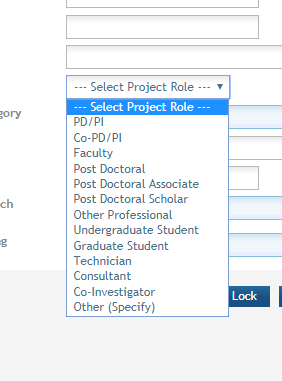 --- Select Project Role ---
--- Select Project Role ---
PD/PI
Co-PD/PI
gory
Faculty
Post Doctoral
Post Doctoral Associate
Post Doctoral Scholar
ch
Other Professional
Undergraduate Student
ng
Graduate Student
Technician
Consultant
Co-Investigator
Lock
Other (Specify)